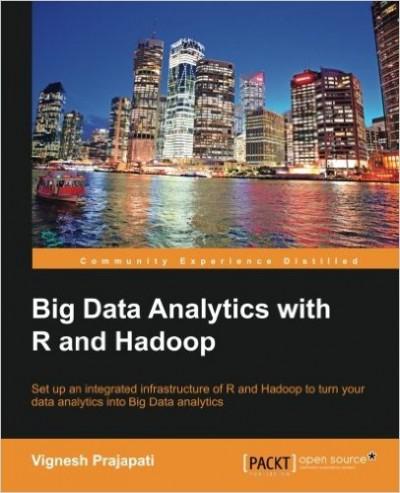 Community Experience Distilled
Big Data Analytics with
R and Hadoop
Set up an integrated infrastructure of R and Hadoop to turn your
data analytics into Big Data analytics
Vignesh Prajapati
[PACKT] open source*
PUBLISHING